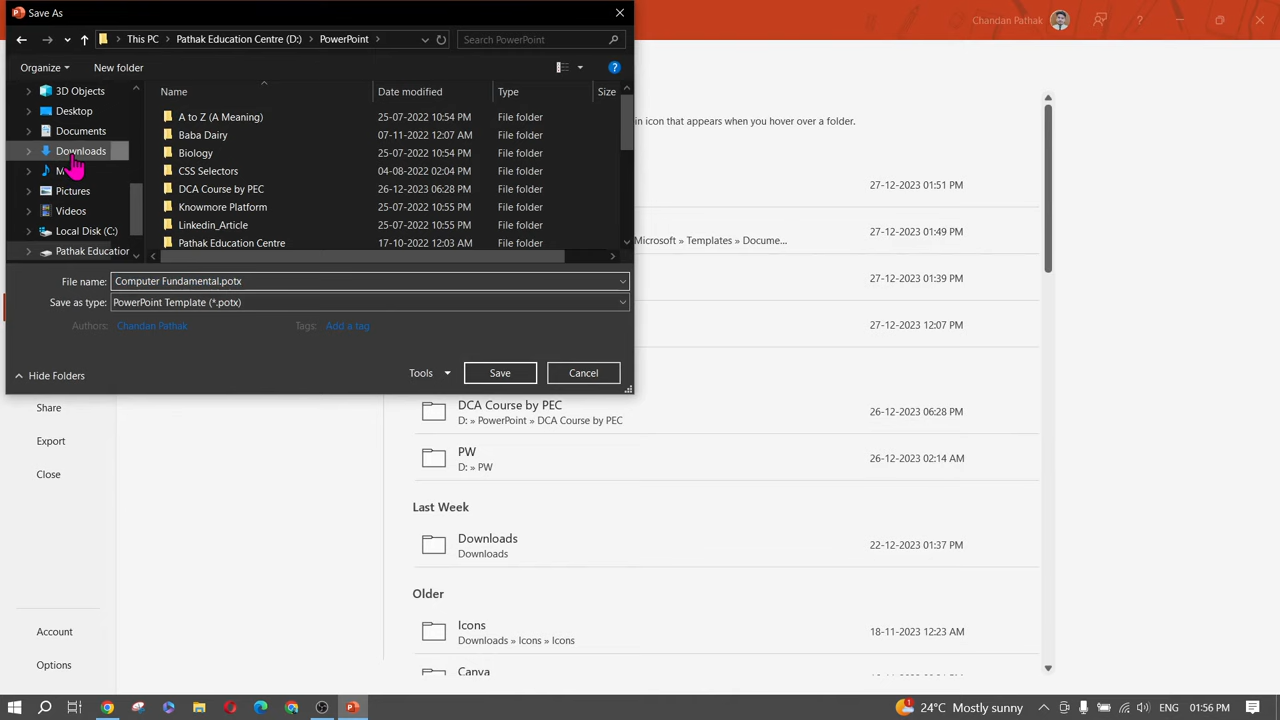 Save As
Chandan Pathak
?
This PC
Pathak Education Centre (D:)
PowerPoint
Search PowerPoint
Organize
New folder
?
3D Objects
Desktop
Documents
Downloads
Pictures
Videos
Local Disk (C:)
Pathak Education
Name
Date modified
Type
Size
A to Z (A Meaning) 25-07-2022 10:54 PM File folder
Baba Dairy 07-11-2022 12:07 AM File folder
Biology 25-07-2022 10:54 PM File folder
CSS Selectors 04-08-2022 02:04 AM File folder
DCA Course by PEC 26-12-2023 06:28 PM File folder
Knowmore Platform 25-07-2022 10:55 PM File folder
Linkedin_Article 25-07-2022 10:55 PM File folder
Pathak Education Centre 17-10-2022 12:03 AM File folder
File name: Computer Fundamental.potx
Save as type: PowerPoint Template (*.potx)
Authors: Chandan Pathak Tags: Add a tag
Hide Folders
Tools
Save
Cancel
in icon that appears when you hover over a folder.
27-12-2023 01:51 PM
27-12-2023 01:49 PM
Microsoft » Templates » Docume...
27-12-2023 01:39 PM
27-12-2023 12:07 PM
DCA Course by PEC
D: » PowerPoint » DCA Course by PEC
26-12-2023 06:28 PM
PW
D: » PW
26-12-2023 02:14 AM
Last Week
Downloads
Downloads
22-12-2023 01:37 PM
Older
Icons
Downloads » Icons » Icons
18-11-2023 12:23 AM
Canva
Share
Export
Close
Account
Options
24°C Mostly sunny
ENG
01:56 PM